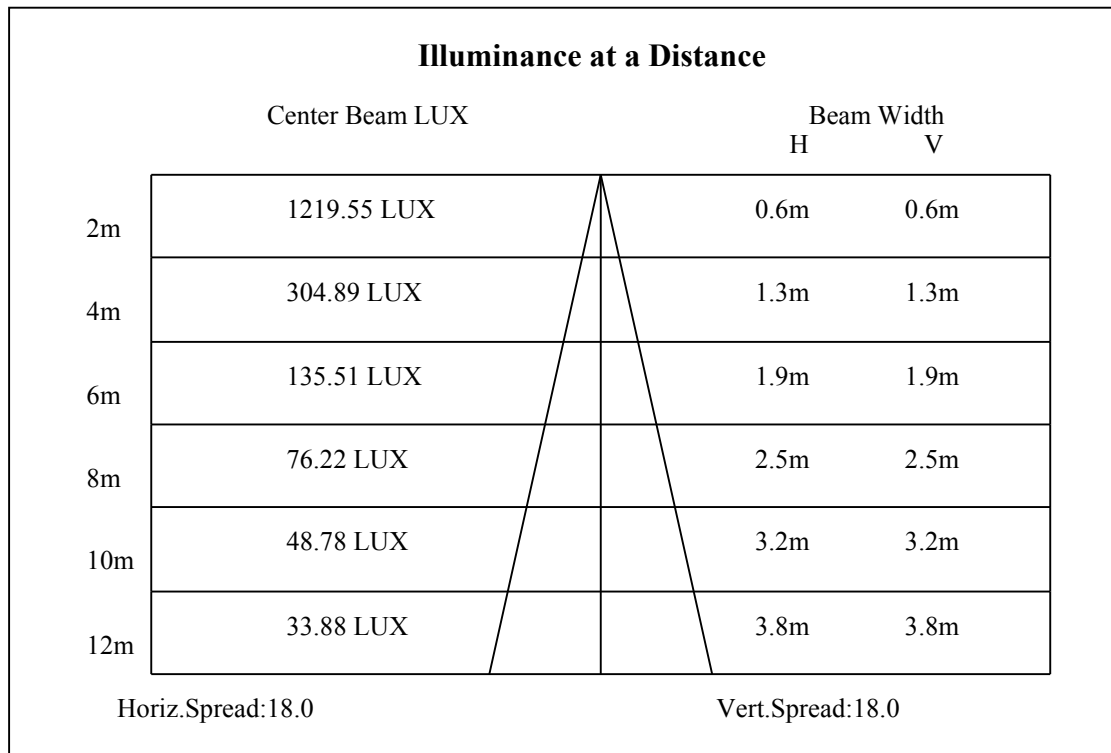 Illuminance at a Distance
Center Beam LUX Beam Width
H V
2m 1219.55 LUX 0.6m 0.6m
4m 304.89 LUX 1.3m 1.3m
6m 135.51 LUX 1.9m 1.9m
8m 76.22 LUX 2.5m 2.5m
10m 48.78 LUX 3.2m 3.2m
12m 33.88 LUX 3.8m 3.8m
Horiz.Spread:18.0 Vert.Spread:18.0